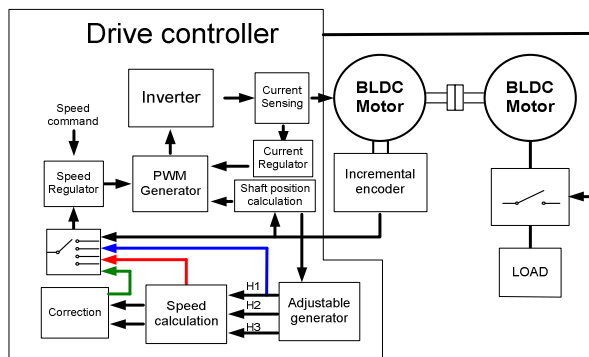 Drive controller
Inverter
Current
Sensing
BLDC
Motor
BLDC
Motor
Speed
command
Current
Regulator
Speed
Regulator
PWM
Generator
Shaft position
calculation
Incremental
encoder
LOAD
Correction
Speed
calculation
H1
H2
H3
Adjustable
generator